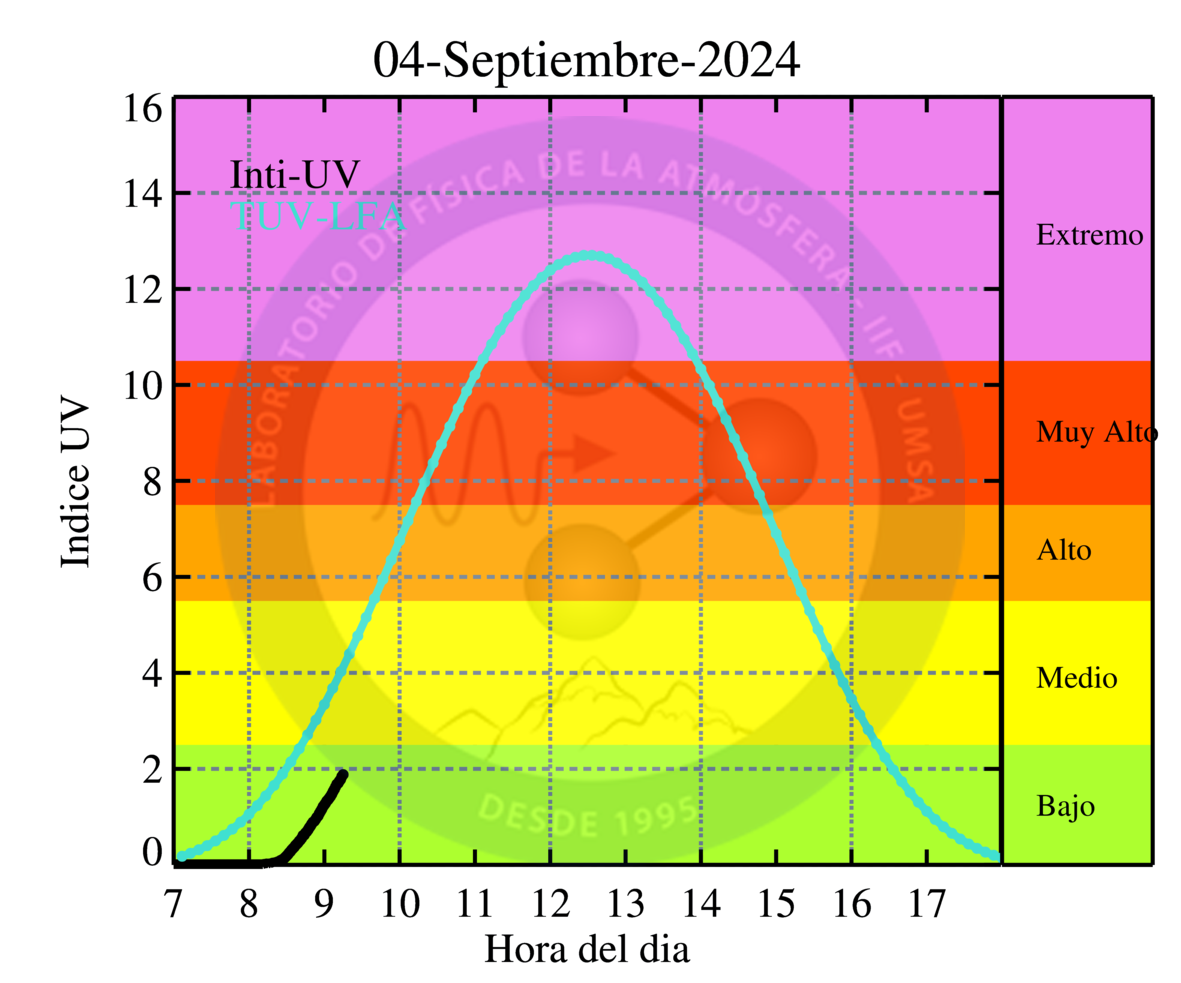 04-Septiembre-2024
16
14
12
10
8
6
4
2
0
Indice UV
Inti-UV
TUV-LFA
LABORATORIO DE FÍSICA DE LA ATMÓSFERA - IIF - UMSA
DESDE 1995
Extremo
Muy Alto
Alto
Medio
Bajo
7 8 9 10 11 12 13 14 15 16 17
Hora del dia